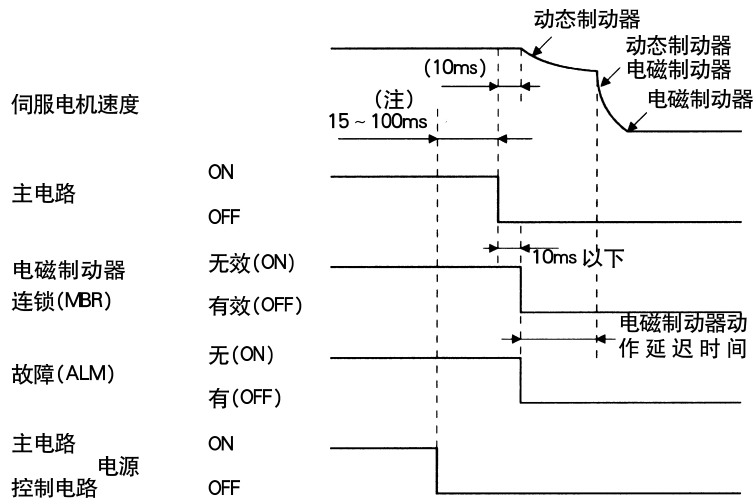 动态制动器
动态制动器
(10ms)
电磁制动器
(注)
电磁制动器
伺服电机速度
15~100ms
ON
主电路
OFF
10ms 以下
电磁制动器
无效(ON)
连锁(MBR)
有效(OFF)
电磁制动器动
作延迟时间
无(ON)
故障(ALM)
有(OFF)
主电路
ON
电源
控制电路
OFF